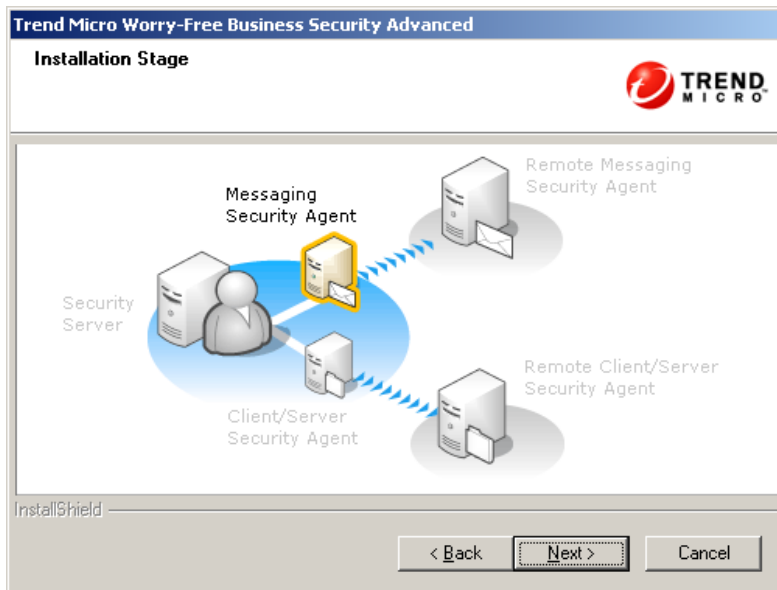 Trend Micro Worry-Free Business Security Advanced
Installation Stage
TREND
MICRO™
Remote Messaging
Security Agent
Messaging
Security Agent
Security
Server
Remote Client/Server
Security Agent
Client/Server
Security Agent
InstallShield
< Back
Next >
Cancel